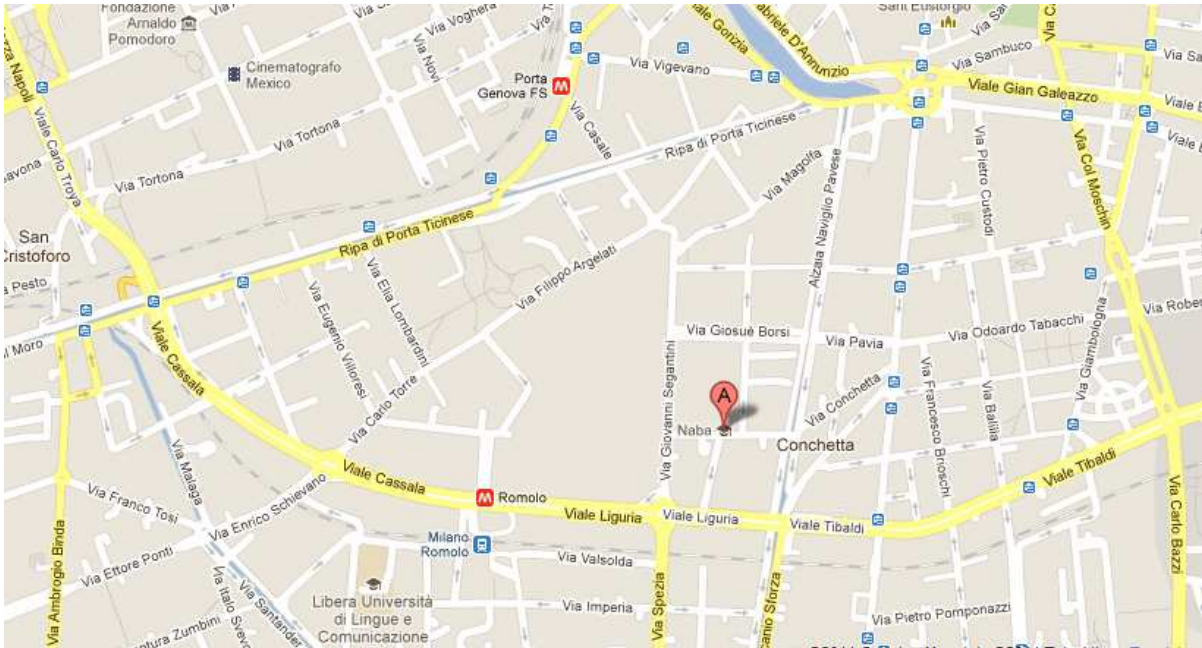 Fondazione
Arnaldo
Pomodoro
Via Voghera
Viale Gorizia
Gabriele D'Annunzio
Sant'Eustorgio
Via Sambuco
Cinematografo
Mexico
Via Novi
Porta
Genova FS
M
Via Vigevano
Viale Gian Galeazzo
Viale Carlo Troya
Via Tortona
Via Casale
Ripa di Porta Ticinese
Via Magolfa
Via Pietro Custodi
Via Col Moschin
Via Tortona
San
Cristoforo
Ripa di Porta Ticinese
Via Filippo Argelati
Alzaia Naviglio Pavese
Via Elia Lombardini
Via Eugenio Villoresi
Via Giosuè Borsi
Via Pavia
Via Odoardo Tabacchi
Via Giambologna
Viale Cassala
Via Carlo Torre
Via Giovanni Segantini
A
Naba
Via Conchetta
Conchetta
Via Francesco Brioschi
Via Malaga
Viale Cassala
M
Romolo
Viale Liguria
Viale Liguria
Viale Tibaldi
Viale Tibaldi
Via Franco Tosi
Via Enrico Schievano
Via Ambrogio Binda
Via Ettore Ponti
Milano
Romolo
Via Valsolda
Via Carlo Bazzi
Via Italo Svevo
Via Santander
Libera Università
di Lingue e
Comunicazione
Via Imperia
Via Spezia
Via Pietro Pomponazzi